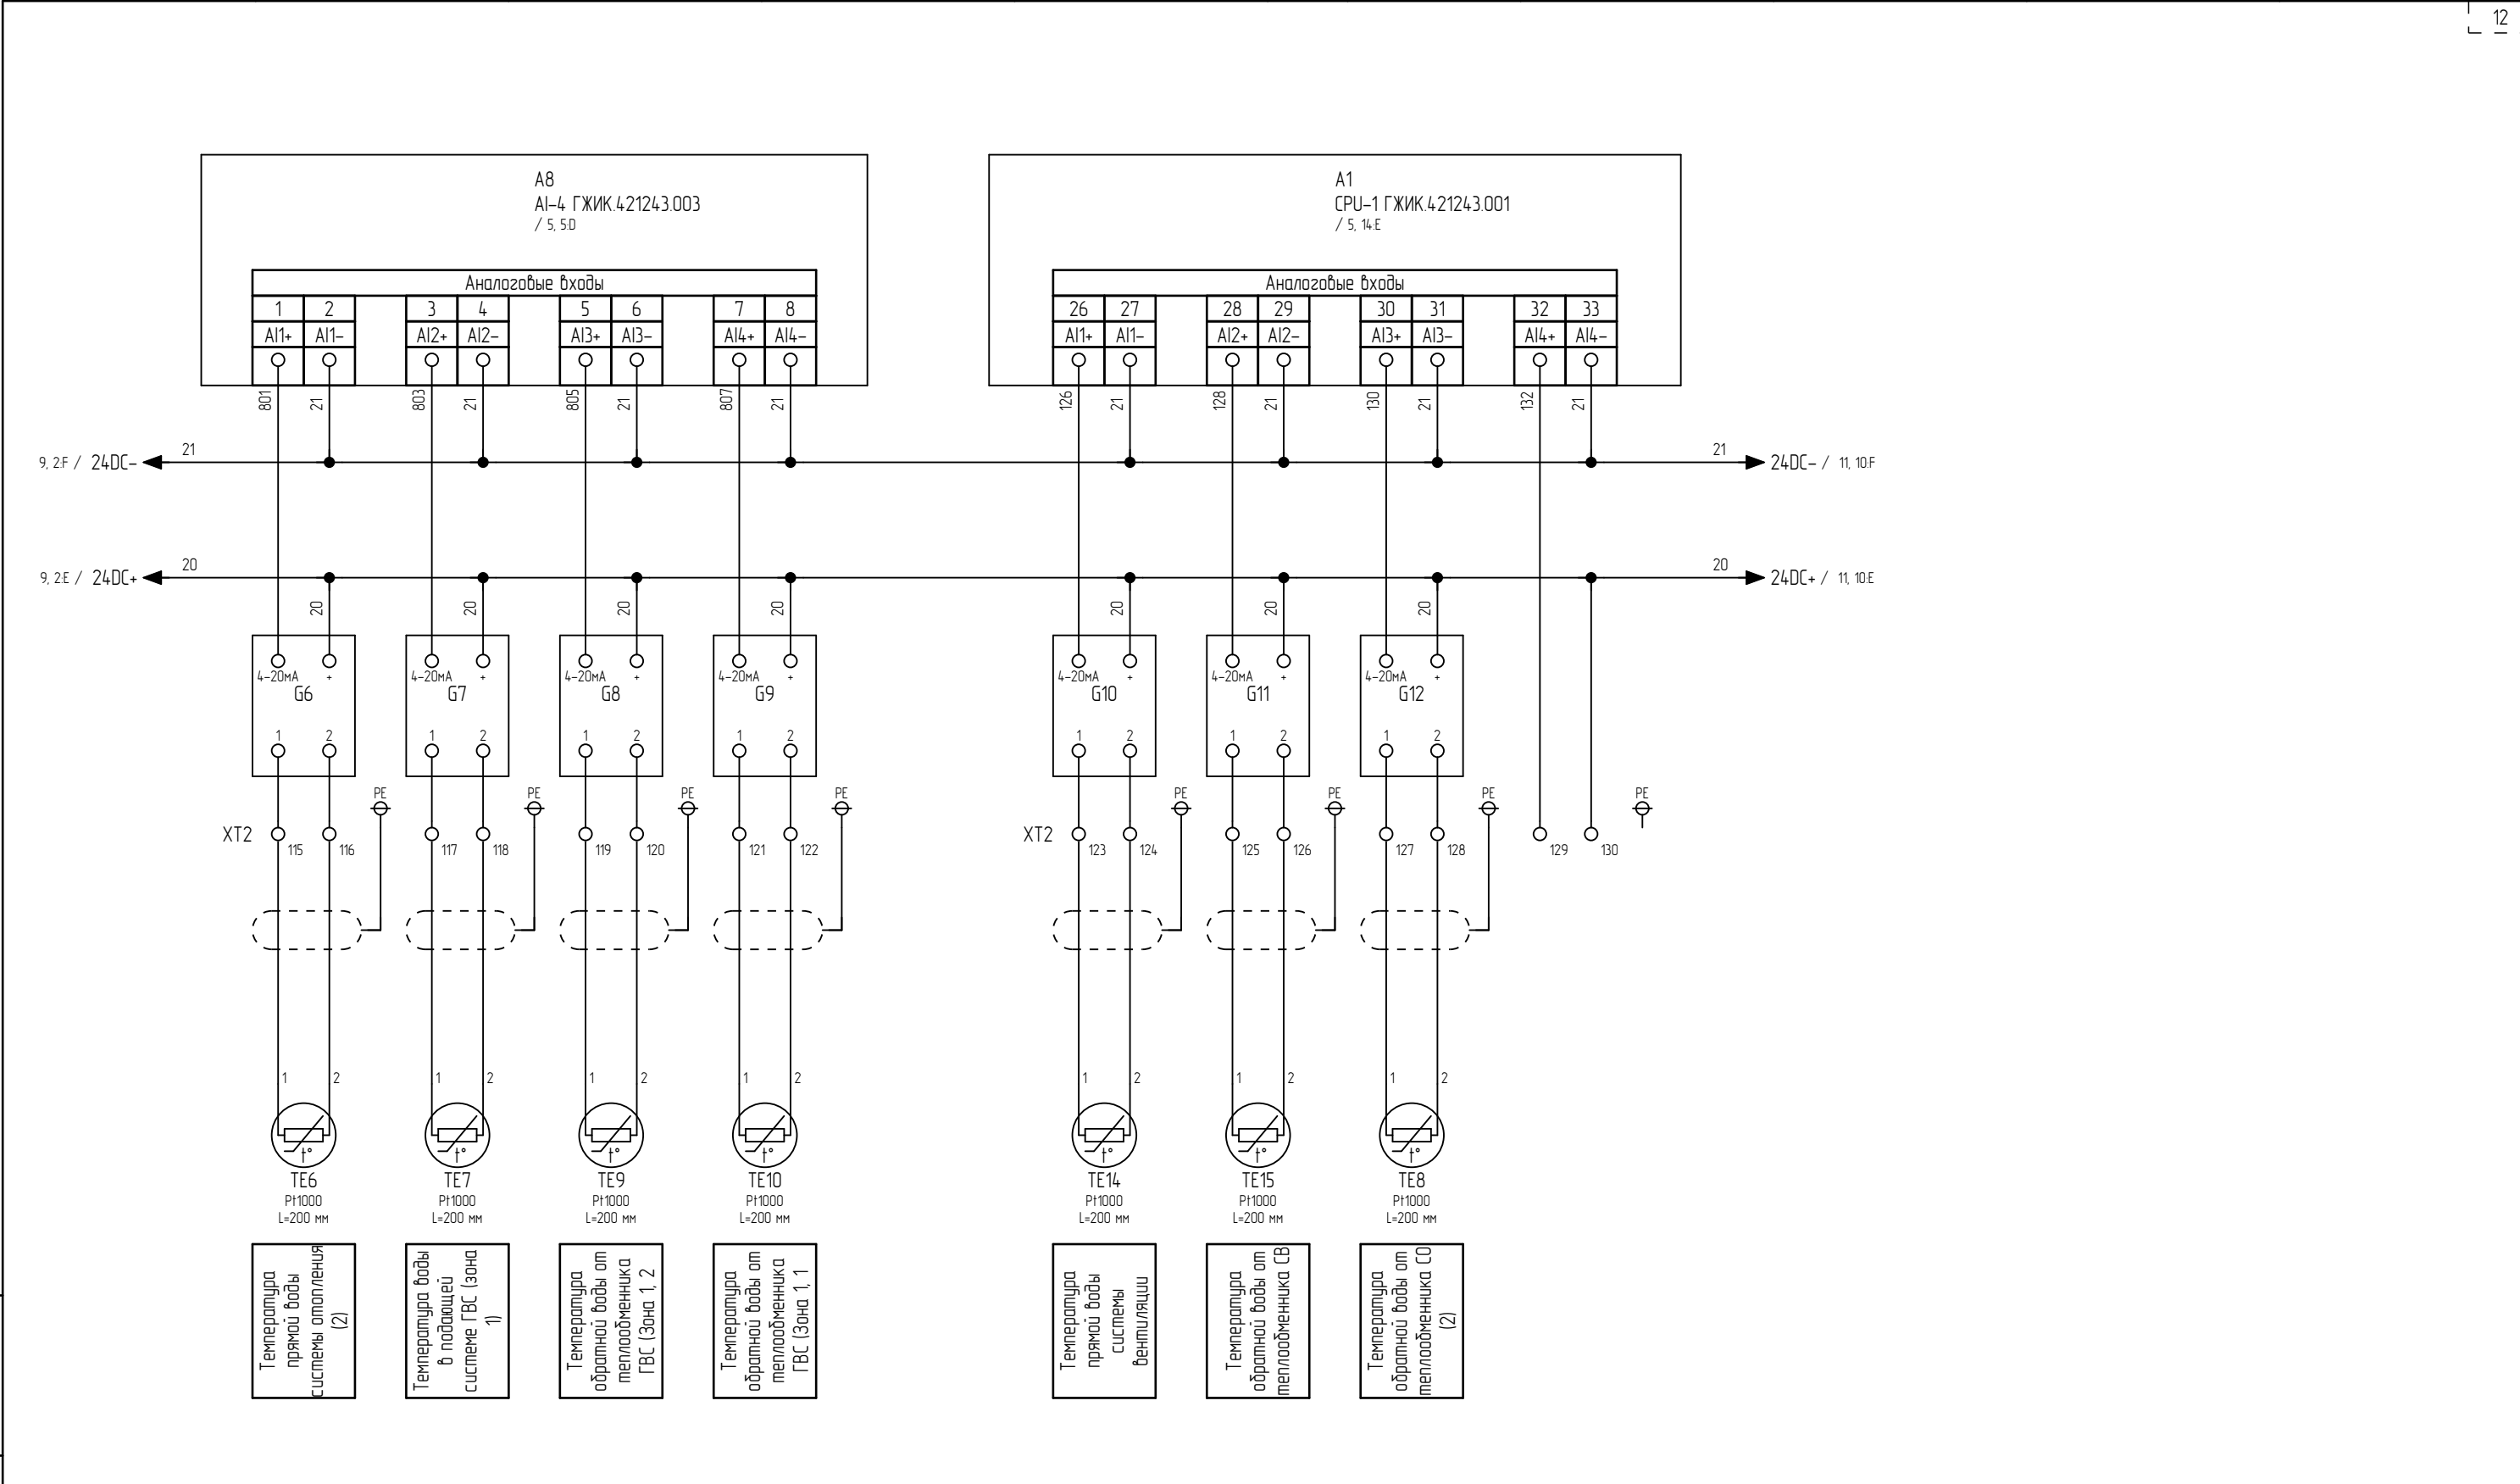 12
A8
AI-4 ГЖИК.421243.003
/ 5, 5:D
A1
CPU-1 ГЖИК.421243.001
/ 5, 14:E
Аналоговые входы
Аналоговые входы
1 2 3 4 5 6 7 8
26 27 28 29 30 31 32 33
AI1+ AI1- AI2+ AI2- AI3+ AI3- AI4+ AI4-
AI1+ AI1- AI2+ AI2- AI3+ AI3- AI4+ AI4-
801 21 803 21 805 21 807 21
126 21 128 21 130 21 132 21
9, 2:F / 24DC- 21
21 24DC- / 11, 10:F
9, 2:E / 24DC+ 20
20 24DC+ / 11, 10:E
20 20 20 20 20 20 20
4-20мА + 4-20мА + 4-20мА + 4-20мА + 4-20мА + 4-20мА + 4-20мА +
G6 G7 G8 G9 G10 G11 G12
1 2 1 2 1 2 1 2 1 2 1 2 1 2
PE PE PE PE PE PE PE PE
XT2 115 116 117 118 119 120 121 122
XT2 123 124 125 126 127 128 129 130
1 2 1 2 1 2 1 2 1 2 1 2 1 2
t° t° t° t° t° t° t°
TE6 TE7 TE9 TE10 TE14 TE15 TE8
Pt1000 Pt1000 Pt1000 Pt1000 Pt1000 Pt1000 Pt1000
L=200 мм L=200 мм L=200 мм L=200 мм L=200 мм L=200 мм L=200 мм
Температура
прямой воды
системы отопления
(2)
Температура воды
в подающей
системе ГВС (зона
1)
Температура
обратной воды от
теплообменника
ГВС (Зона 1, 2
Температура
обратной воды от
теплообменника
ГВС (Зона 1, 1
Температура
прямой воды
системы
вентиляции
Температура
обратной воды от
теплообменника СВ
Температура
обратной воды от
теплообменника СО
(2)